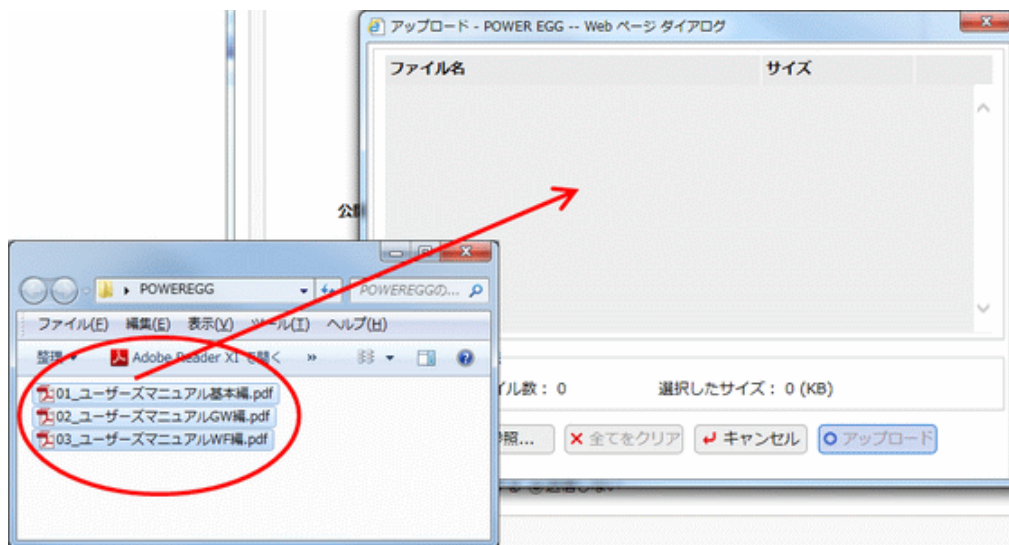 アップロード - POWER EGG -- Web ページ ダイアログ
ファイル名 サイズ
公開
POWEREGG
POWEREGGの...
ファイル(F) 編集(E) 表示(V) ツール(T) ヘルプ(H)
整理 Adobe Reader XI で開く »
01_ユーザーズマニュアル基本編.pdf
02_ユーザーズマニュアルGW編.pdf
03_ユーザーズマニュアルWF編.pdf
イル数： 0 選択したサイズ： 0 (KB)
参照... 全てをクリア キャンセル アップロード